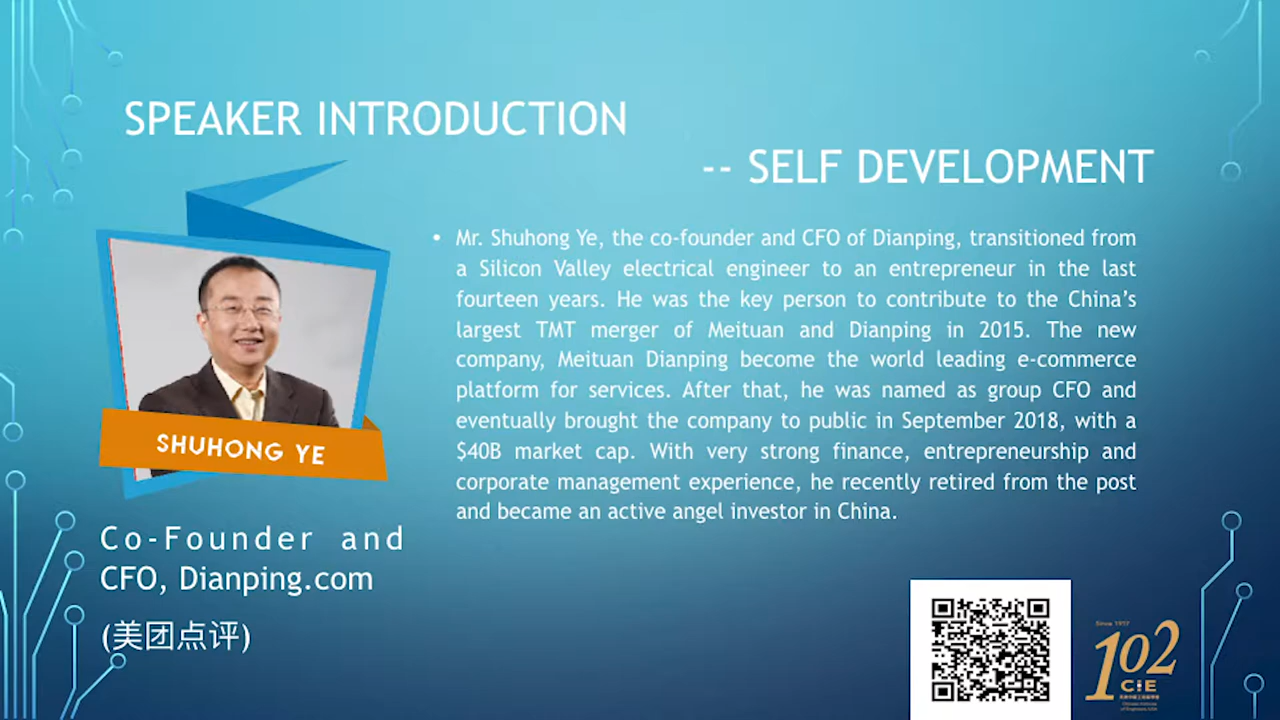 SPEAKER INTRODUCTION
-- SELF DEVELOPMENT
SHUHONG YE
Co-Founder and
CFO, Dianping.com
(美团点评)
• Mr. Shuhong Ye, the co-founder and CFO of Dianping, transitioned from
a Silicon Valley electrical engineer to an entrepreneur in the last
fourteen years. He was the key person to contribute to the China's
largest TMT merger of Meituan and Dianping in 2015. The new
company, Meituan Dianping become the world leading e-commerce
platform for services. After that, he was named as group CFO and
eventually brought the company to public in September 2018, with a
$40B market cap. With very strong finance, entrepreneurship and
corporate management experience, he recently retired from the post
and became an active angel investor in China.
Since 1917
102
CiE